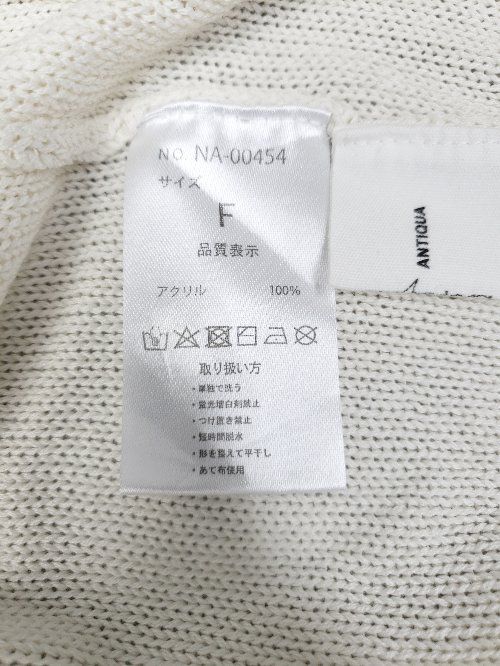 NO. NA-00454
サイズ
F
品質表示
アクリル 100%
取り扱い方
・単独で洗う
・蛍光増白剤禁止
・つけ置き禁止
・短時間脱水
・形を整えて平干し
・あて布使用
ANTIQUA